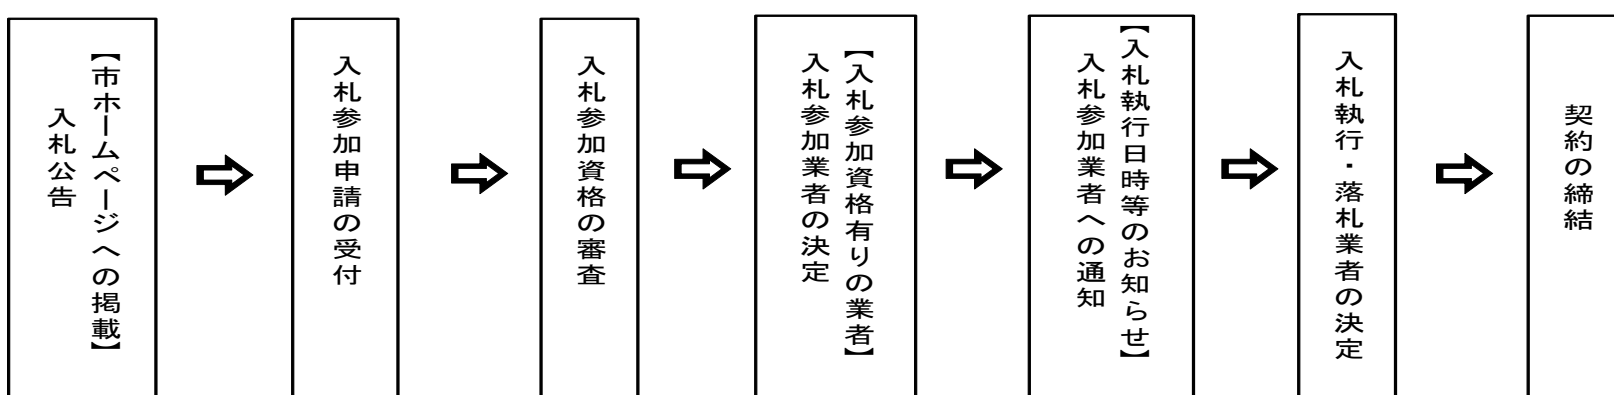 【市ホームページへの掲載】
入札公告
入札参加申請の受付
入札参加資格の審査
【入札参加資格有りの業者】
入札参加業者の決定
【入札執行日時等のお知らせ】
入札参加業者への通知
入札執行・落札業者の決定
契約の締結